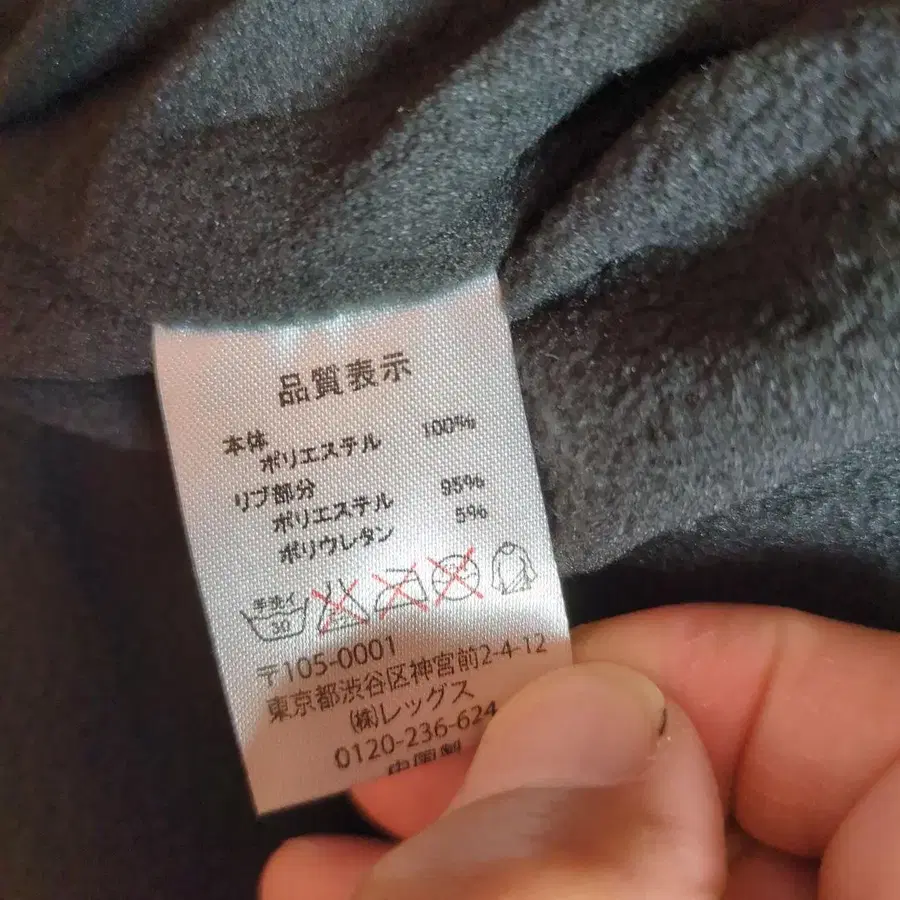 品質表示
本体
ポリエステル 100%
リブ部分
ポリエステル 95%
ポリウレタン 5%
手洗イ
30
〒105-0001
東京都渋谷区神宮前2-4-12
㈱レッグス
0120-236-624
中国製